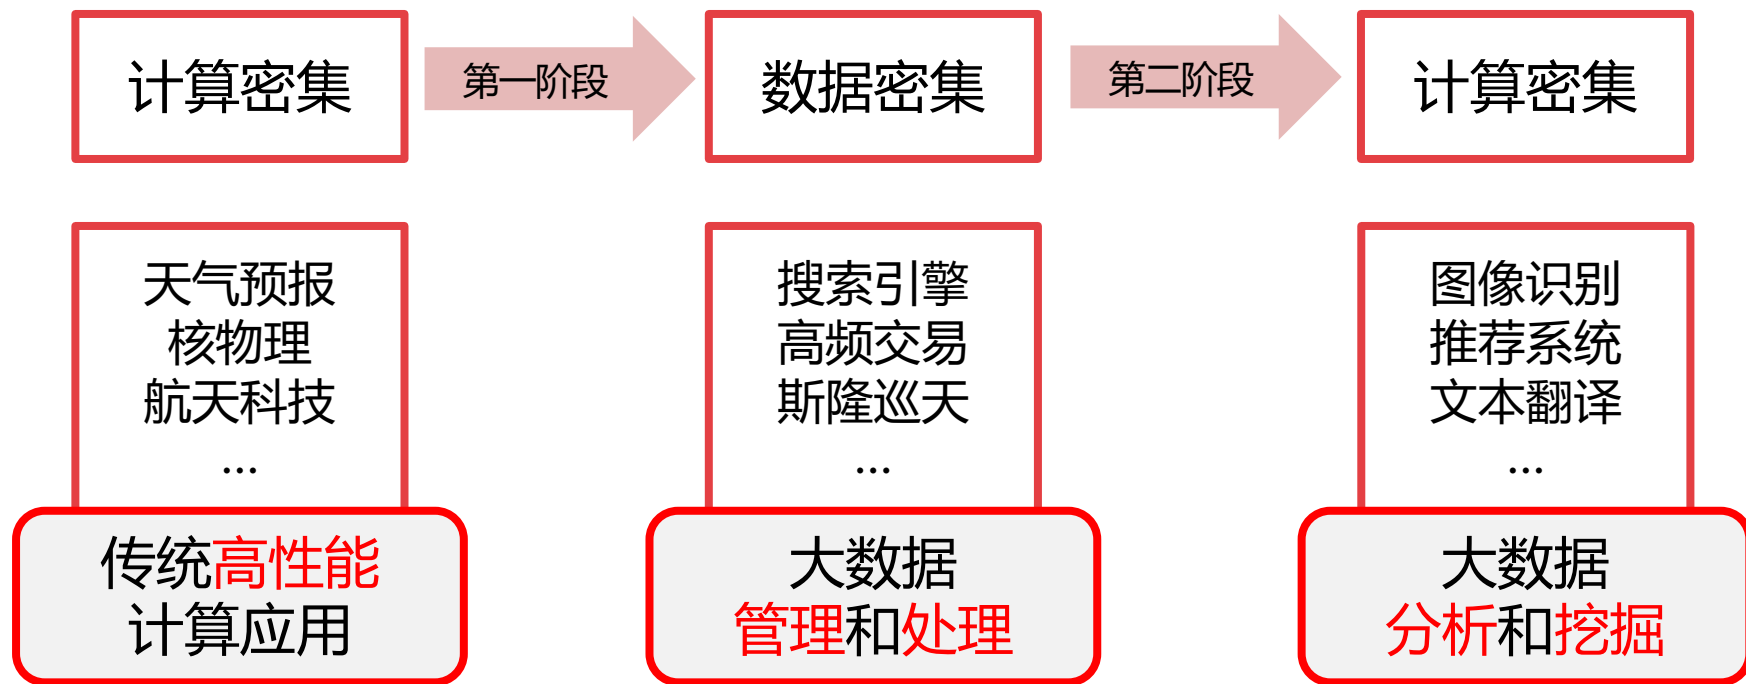 计算密集
第一阶段
数据密集
第二阶段
计算密集
天气预报
核物理
航天科技
...
传统高性能
计算应用
搜索引擎
高频交易
斯隆巡天
...
大数据
管理和处理
图像识别
推荐系统
文本翻译
...
大数据
分析和挖掘